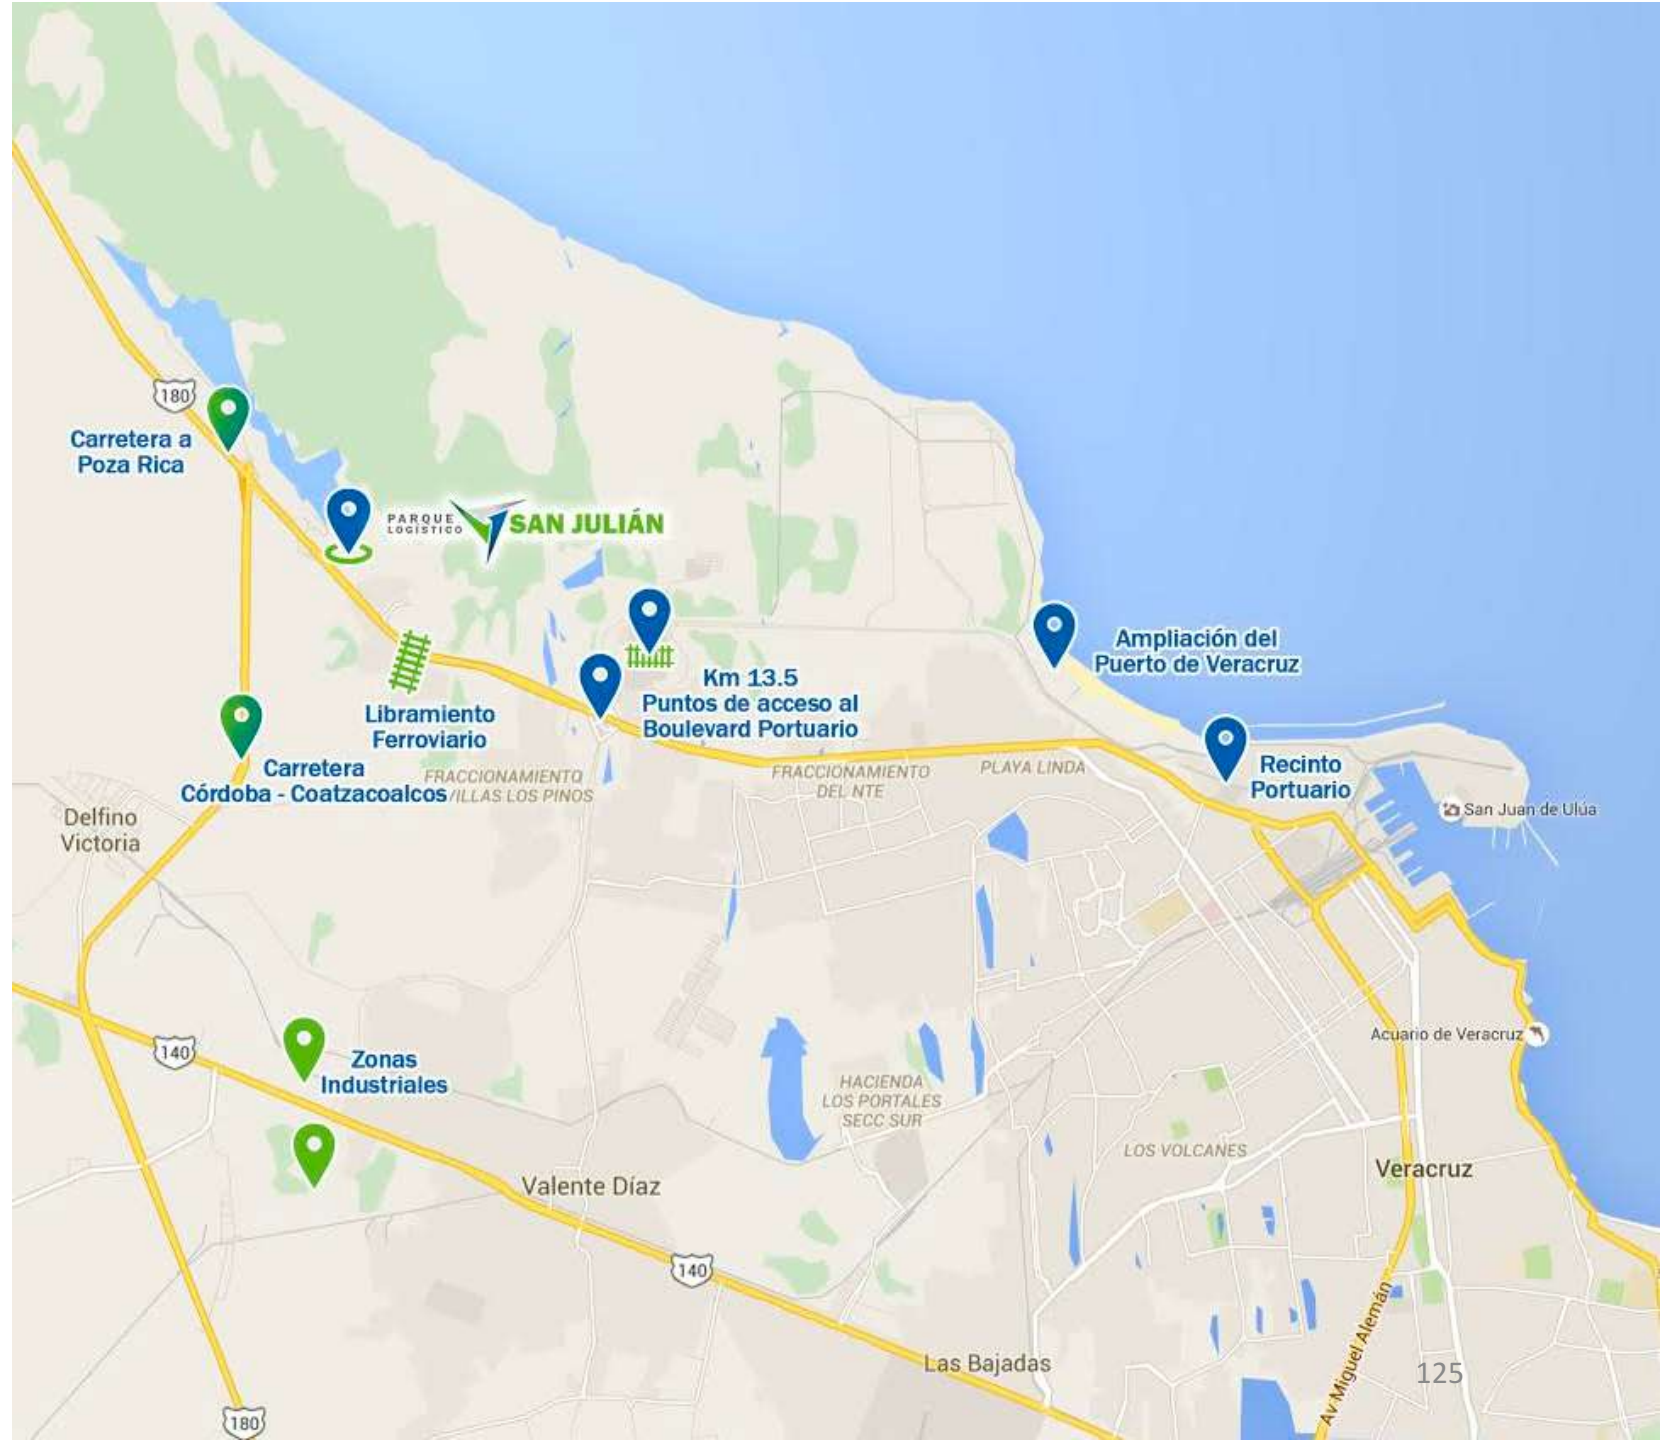 180
Carretera a
Poza Rica
PARQUE
LOGÍSTICO
SAN JULIÁN
Ampliación del
Puerto de Veracruz
Km 13.5
Puntos de acceso al
Boulevard Portuario
Libramiento
Ferroviario
Recinto
Portuario
San Juan de Ulúa
Carretera
Córdoba - Coatzacoalcos
FRACCIONAMIENTO
VILLAS LOS PINOS
FRACCIONAMIENTO
DEL NTE
PLAYA LINDA
Delfino
Victoria
140
Zonas
Industriales
Acuario de Veracruz
HACIENDA
LOS PORTALES
SECC SUR
LOS VOLCANES
Veracruz
Valente Díaz
140
Las Bajadas
Av Miguel Alemán
125
180